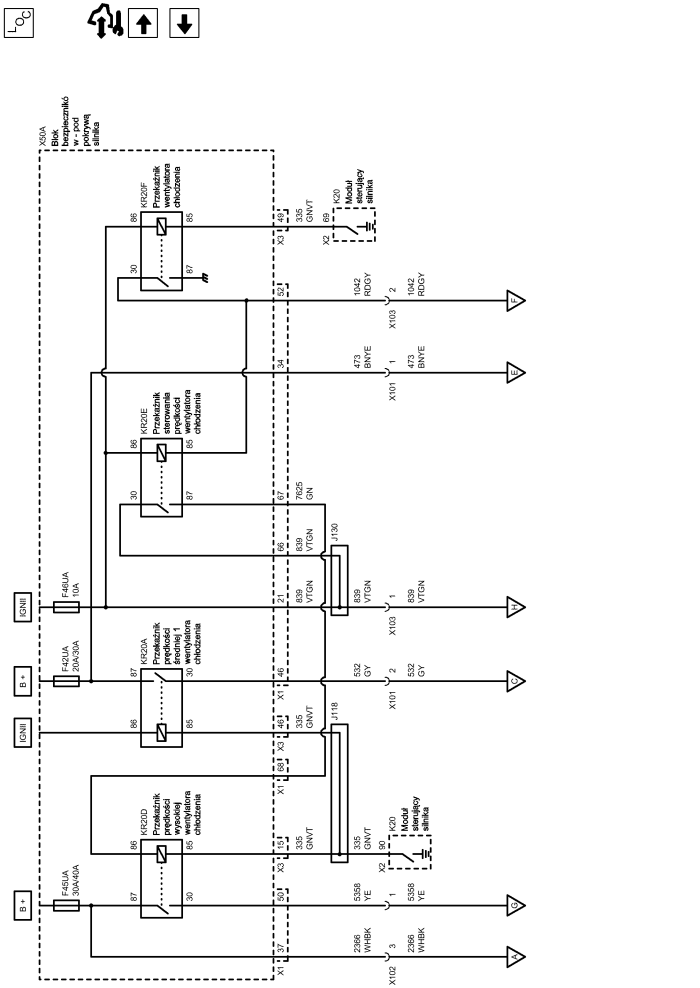 LOC
X50A
Blok
bezpieczników
w - pod
pokrywą
silnika
IGNII
F46UA
10A
B +
F42UA
20A/30A
IGNII
B +
F45UA
30A/40A
86
85
30
87
KR20F
Przekaźnik
wentylatora
chłodzenia
86
85
30
87
KR20E
Przekaźnik
sterowania
prędkości
wentylatora
chłodzenia
87
30
86
85
KR20A
Przekaźnik
prędkości
średniej 1
wentylatora
chłodzenia
86
85
87
30
KR20D
Przekaźnik
prędkości
wysokiej
wentylatora
chłodzenia
X3
49
335
GNVT
X2
69
K20
Moduł
sterujący
silnika
52
1042
RDGY
X103
2
1042
RDGY
F
34
473
BNYE
X101
1
473
BNYE
E
67
7625
GN
66
839
VTGN
J130
21
839
VTGN
839
VTGN
X103
1
839
VTGN
H
X1
46
532
GY
X101
2
532
GY
C
X3
46
335
GNVT
J118
X1
68
X3
15
335
GNVT
335
GNVT
X2
90
K20
Moduł
sterujący
silnika
50
5358
YE
1
5358
YE
G
X1
37
2366
WHBK
X102
3
2366
WHBK
A